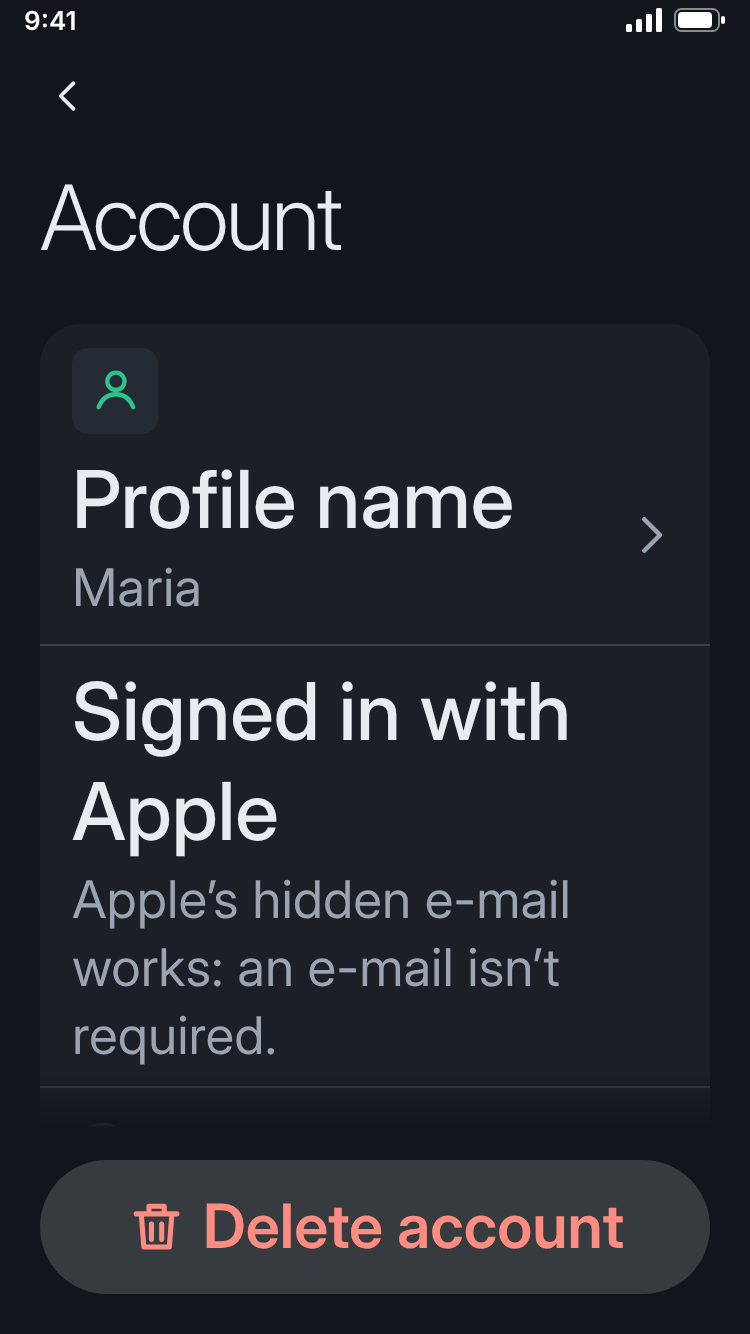 9:41
Account
Profile name
Maria
Signed in with
Apple
Apple’s hidden e-mail
works: an e-mail isn’t
required.
Delete account